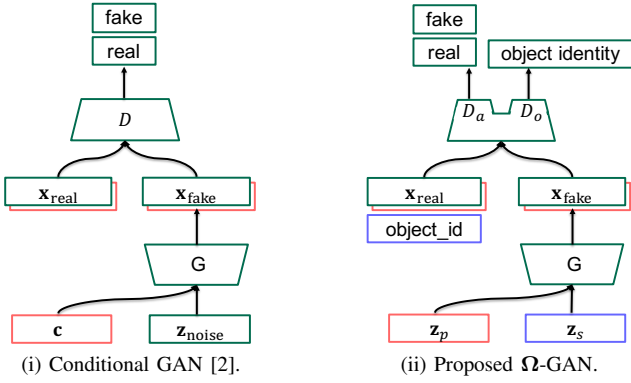 fake
real
D
x_real
x_fake
G
c
z_noise
(i) Conditional GAN [2].
fake
real
object identity
D_a
D_o
x_real
x_fake
object_id
G
z_p
z_s
(ii) Proposed Ω-GAN.